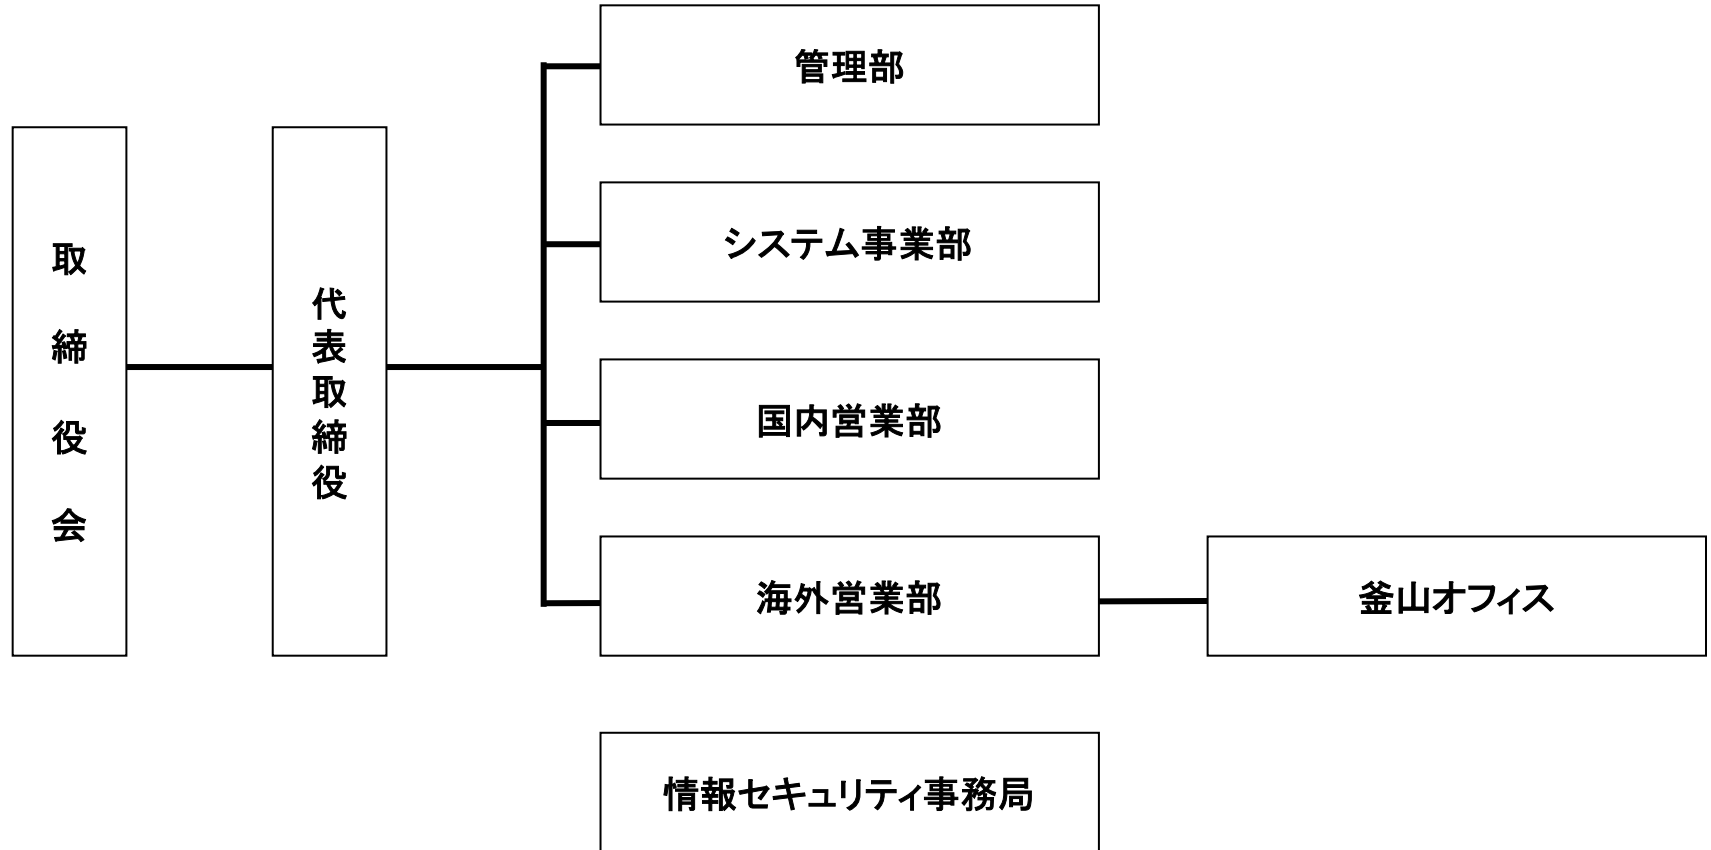 取締役会
代表取締役
管理部
システム事業部
国内営業部
海外営業部
釜山オフィス
情報セキュリティ事務局